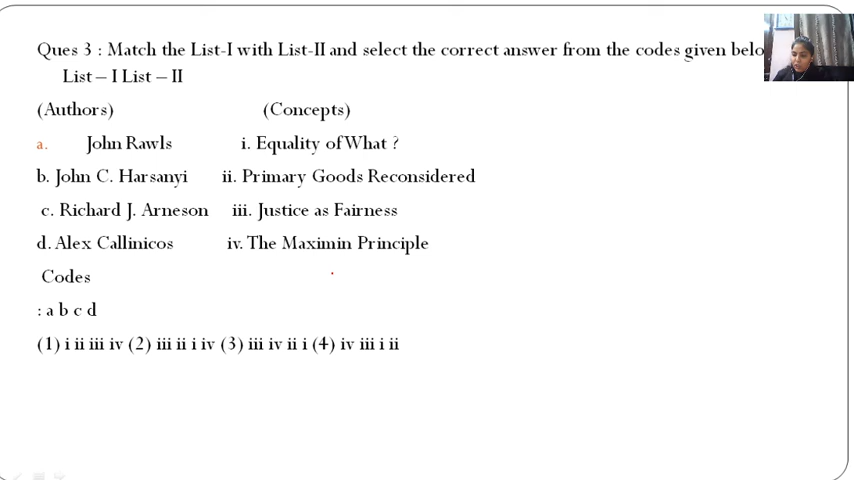 Ques 3 : Match the List-I with List-II and select the correct answer from the codes given belo
List – I List – II
(Authors) (Concepts)
a. John Rawls i. Equality of What ?
b. John C. Harsanyi ii. Primary Goods Reconsidered
c. Richard J. Arneson iii. Justice as Fairness
d. Alex Callinicos iv. The Maximin Principle
Codes
: a b c d
(1) i ii iii iv (2) iii ii i iv (3) iii iv ii i (4) iv iii i ii